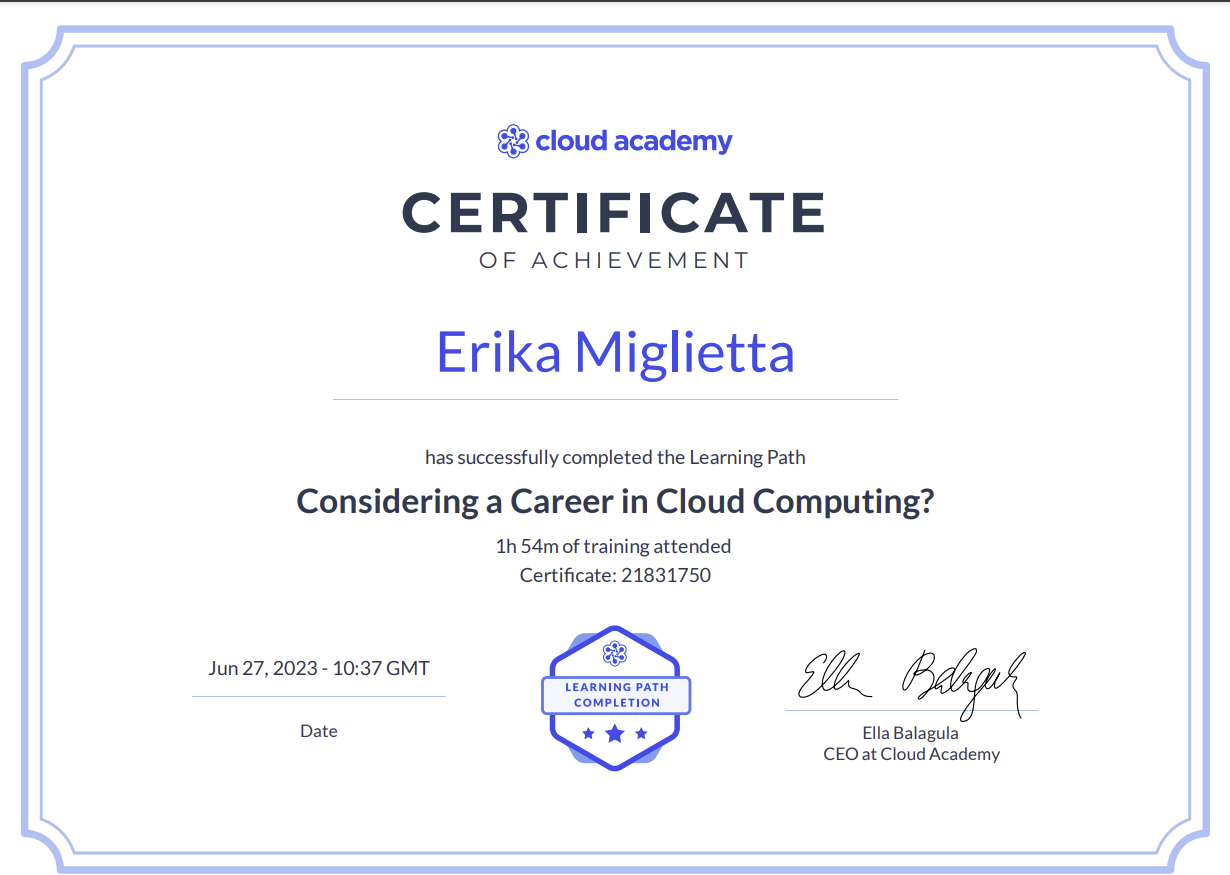 cloud academy
CERTIFICATE
OF ACHIEVEMENT
Erika Miglietta
has successfully completed the Learning Path
Considering a Career in Cloud Computing?
1h 54m of training attended
Certificate: 21831750
Jun 27, 2023 - 10:37 GMT
Date
LEARNING PATH
COMPLETION
Ella Balagula
Ella Balagula
CEO at Cloud Academy